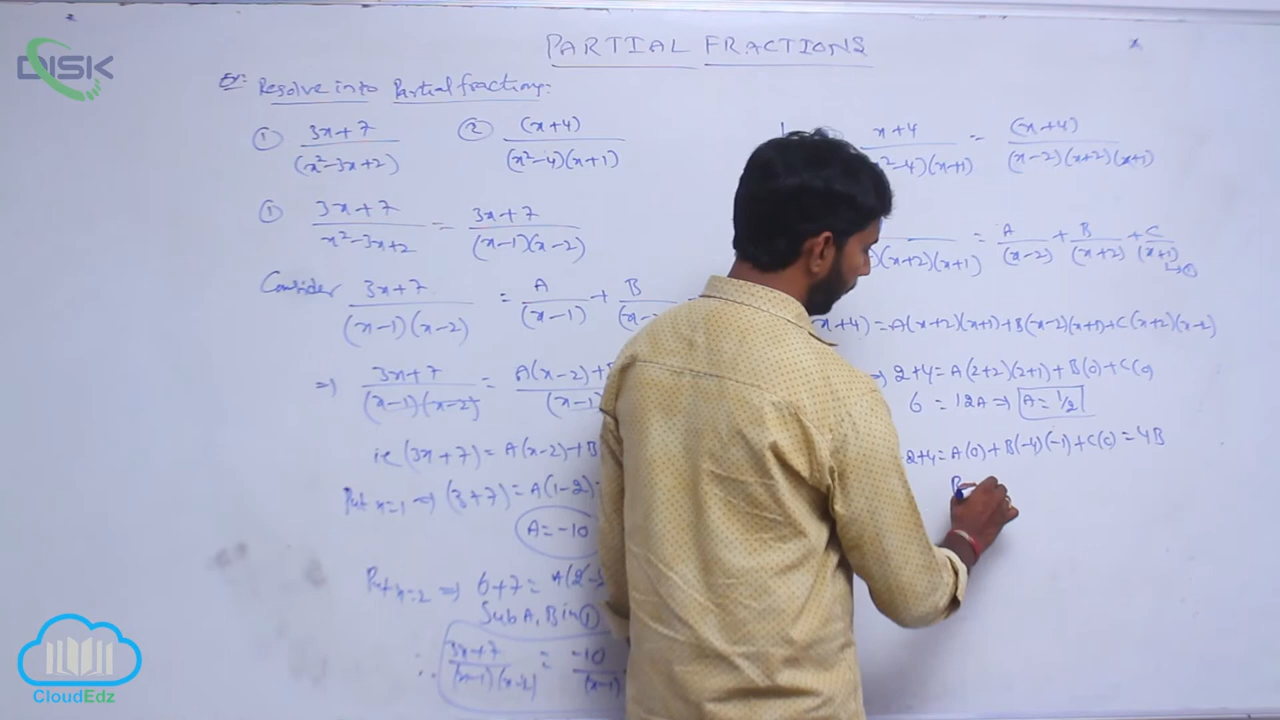 DISK
PARTIAL FRACTIONS
Ex: Resolve into Partial fractions:
① 3x+7 / (x²-3x+2) ② (x+4) / (x²-4)(x+1)
① 3x+7 / x²-3x+2 = 3x+7 / (x-1)(x-2)
Consider 3x+7 / (x-1)(x-2) = A / (x-1) + B
=> 3x+7 / (x-1)(x-2) = A(x-2)+B / (x-1)
ie (3x+7) = A(x-2)+B
Put x=1 => (3+7) = A(1-2)
A = -10
Put x=2 => 6+7 = A(2-
Sub A, B in ①
∴ 3x+7 / (x-1)(x-2) = -10 / (x-1)
x+4 / x²-4)(x+1) = (x+4) / (x-2)(x+2)(x+1)
)(x+2)(x+1) = A / (x-2) + B / (x+2) + C / (x+1) ↳①
x+4) = A(x+2)(x+1)+B(x-2)(x+1)+C(x+2)(x-2)
=> 2+4 = A(2+2)(2+1)+B(0)+C(0)
6 = 12A => A = 1/2
-2+4 = A(0)+B(-4)(-1)+C(0) = 4B
B
CloudEdz